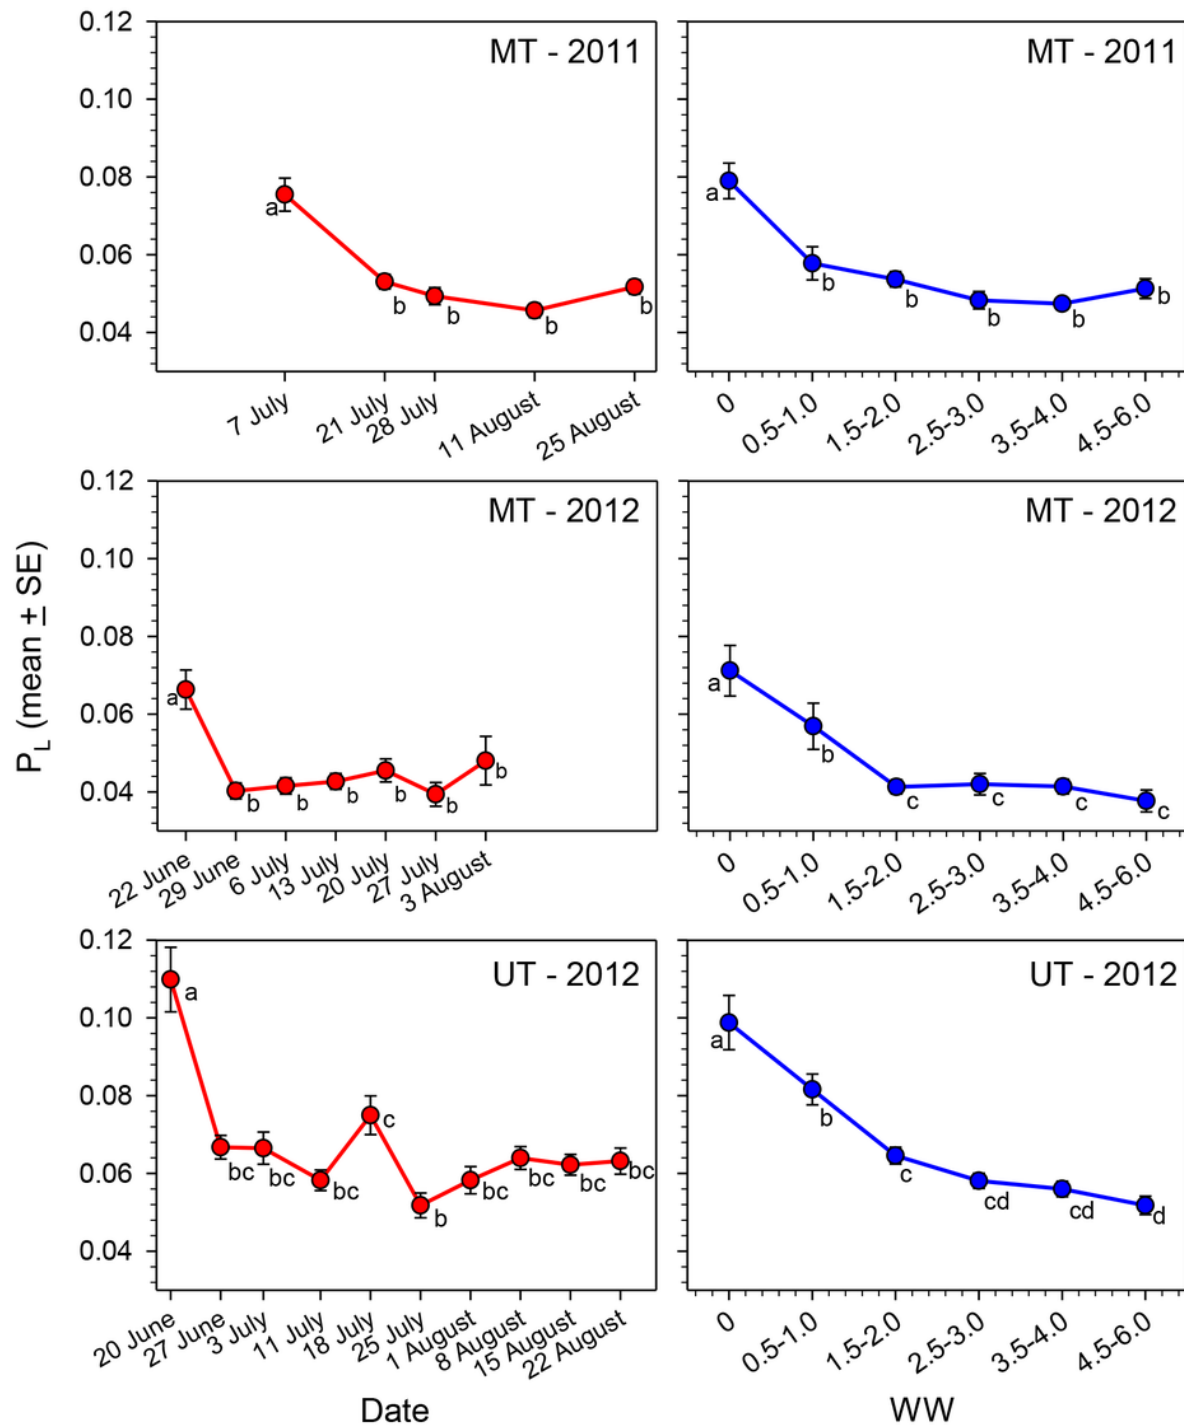 MT - 2011
0.12
0.10
0.08
0.06
0.04
a
b
b
b
b
7 July
21 July
28 July
11 August
25 August
MT - 2011
a
b
b
b
b
b
0
0.5-1.0
1.5-2.0
2.5-3.0
3.5-4.0
4.5-6.0
P_L (mean ± SE)
MT - 2012
0.12
0.10
0.08
0.06
0.04
a
b
b
b
b
b
b
22 June
29 June
6 July
13 July
20 July
27 July
3 August
MT - 2012
a
b
c
c
c
c
0
0.5-1.0
1.5-2.0
2.5-3.0
3.5-4.0
4.5-6.0
UT - 2012
0.12
0.10
0.08
0.06
0.04
a
bc
bc
bc
c
b
bc
bc
bc
bc
20 June
27 June
3 July
11 July
18 July
25 July
1 August
8 August
15 August
22 August
Date
UT - 2012
a
b
c
cd
cd
d
0
0.5-1.0
1.5-2.0
2.5-3.0
3.5-4.0
4.5-6.0
WW